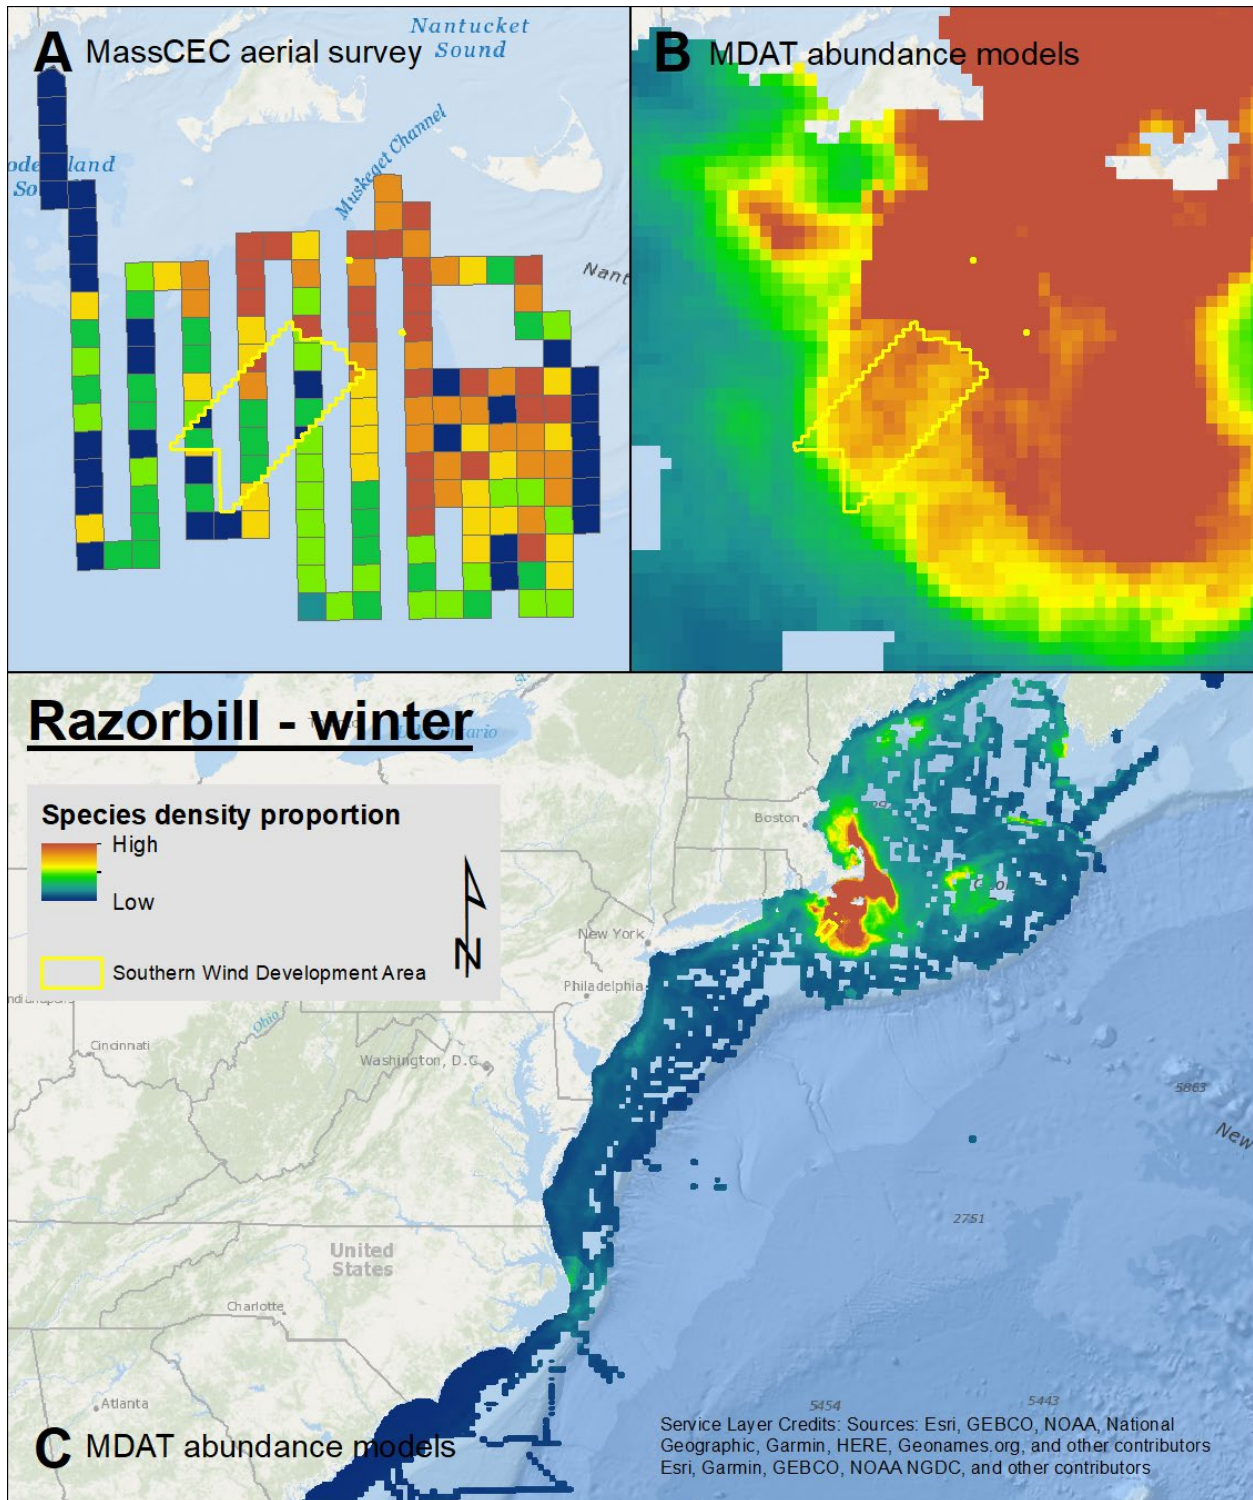 A MassCEC aerial survey
Nantucket
Sound
Muskeget Channel
Nant
B MDAT abundance models
Razorbill - winter
Species density proportion
High
Low
N
Southern Wind Development Area
Boston
New York
Philadelphia
Ohio
Cincinnati
Washington, D.C.
5863
New
2751
United
States
Charlotte
Atlanta
5454
5443
C MDAT abundance models
Service Layer Credits: Sources: Esri, GEBCO, NOAA, National
Geographic, Garmin, HERE, Geonames.org, and other contributors
Esri, Garmin, GEBCO, NOAA NGDC, and other contributors